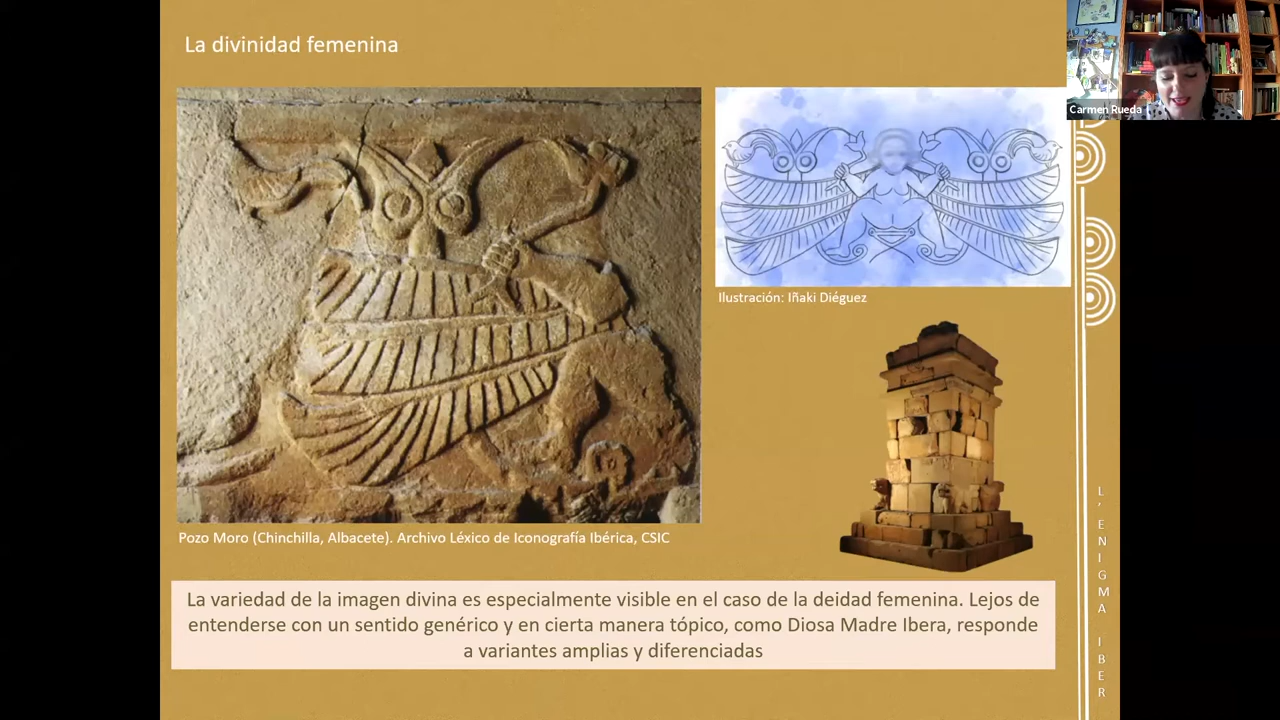 La divinidad femenina
Carmen Rueda
Ilustración: Iñaki Diéguez
Pozo Moro (Chinchilla, Albacete). Archivo Léxico de Iconografía Ibérica, CSIC
La variedad de la imagen divina es especialmente visible en el caso de la deidad femenina. Lejos de
entenderse con un sentido genérico y en cierta manera tópico, como Diosa Madre Ibera, responde
a variantes amplias y diferenciadas
L'ENIGMA IBER